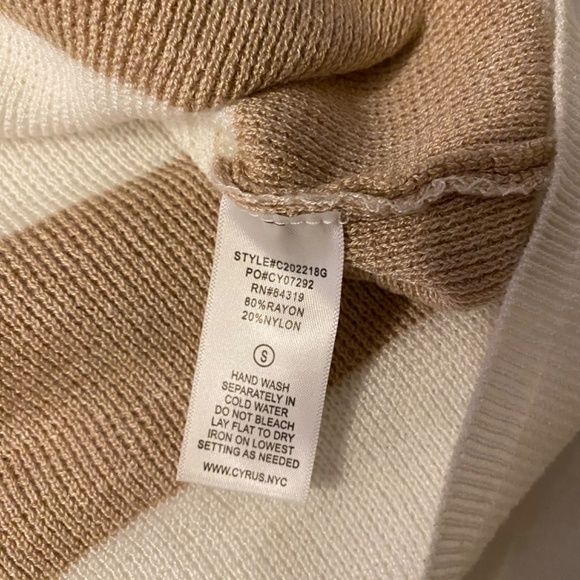 STYLE#C202218G
PO#CY07292
RN#84319
80%RAYON
20%NYLON
S
HAND WASH
SEPARATELY IN
COLD WATER
DO NOT BLEACH
LAY FLAT TO DRY
IRON ON LOWEST
SETTING AS NEEDED
WWW.CYRUS.NYC